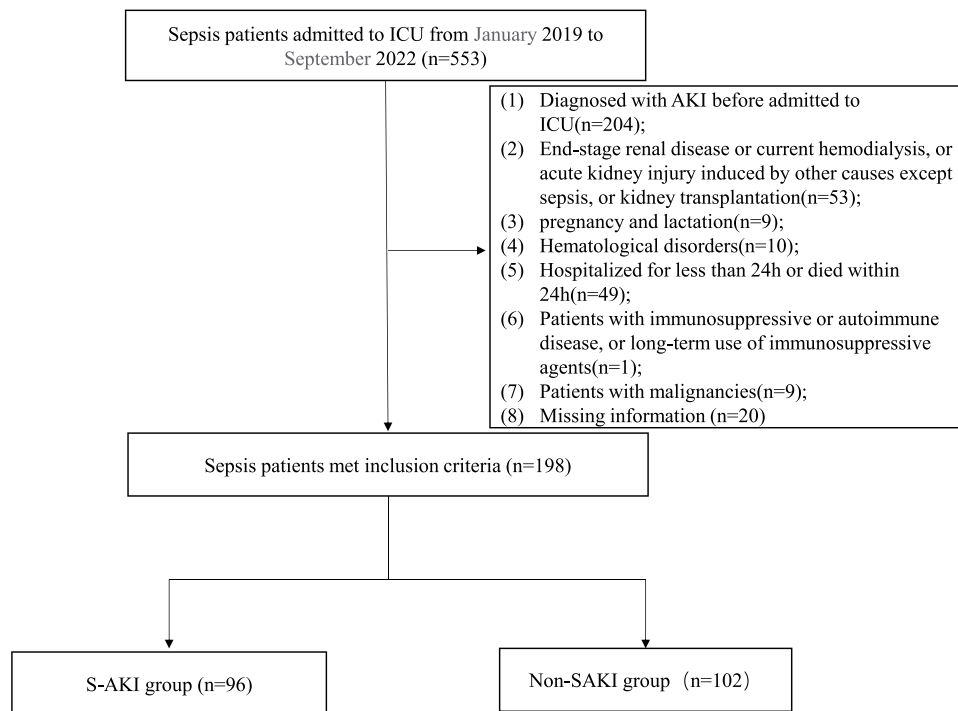 Sepsis patients admitted to ICU from January 2019 to
September 2022 (n=553)
(1) Diagnosed with AKI before admitted to
ICU(n=204);
(2) End-stage renal disease or current hemodialysis, or
acute kidney injury induced by other causes except
sepsis, or kidney transplantation(n=53);
(3) pregnancy and lactation(n=9);
(4) Hematological disorders(n=10);
(5) Hospitalized for less than 24h or died within
24h(n=49);
(6) Patients with immunosuppressive or autoimmune
disease, or long-term use of immunosuppressive
agents(n=1);
(7) Patients with malignancies(n=9);
(8) Missing information (n=20)
Sepsis patients met inclusion criteria (n=198)
S-AKI group (n=96)
Non-SAKI group（n=102）